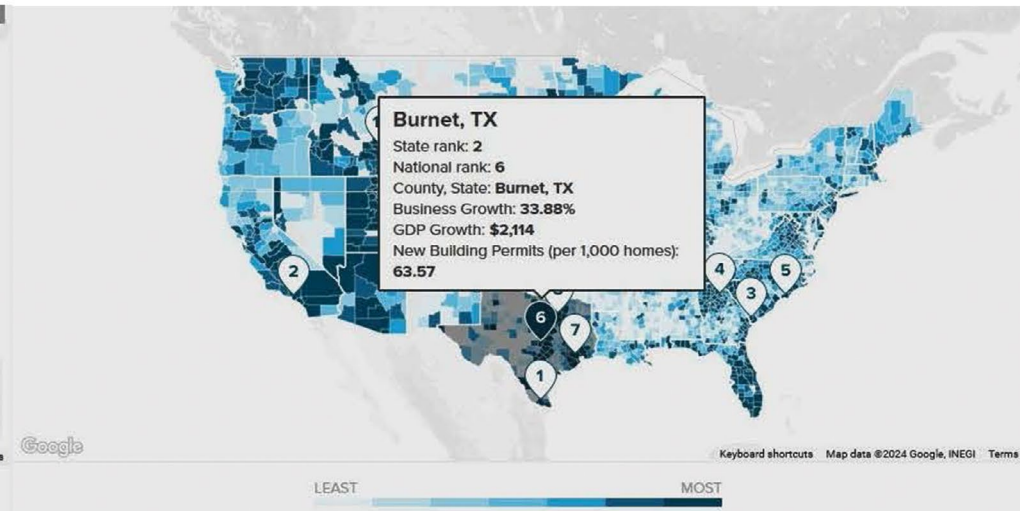 Burnet, TX
State rank: 2
National rank: 6
County, State: Burnet, TX
Business Growth: 33.88%
GDP Growth: $2,114
New Building Permits (per 1,000 homes):
63.57
2
4
5
3
6
7
1
Google
Keyboard shortcuts Map data ©2024 Google, INEGI Terms
LEAST MOST